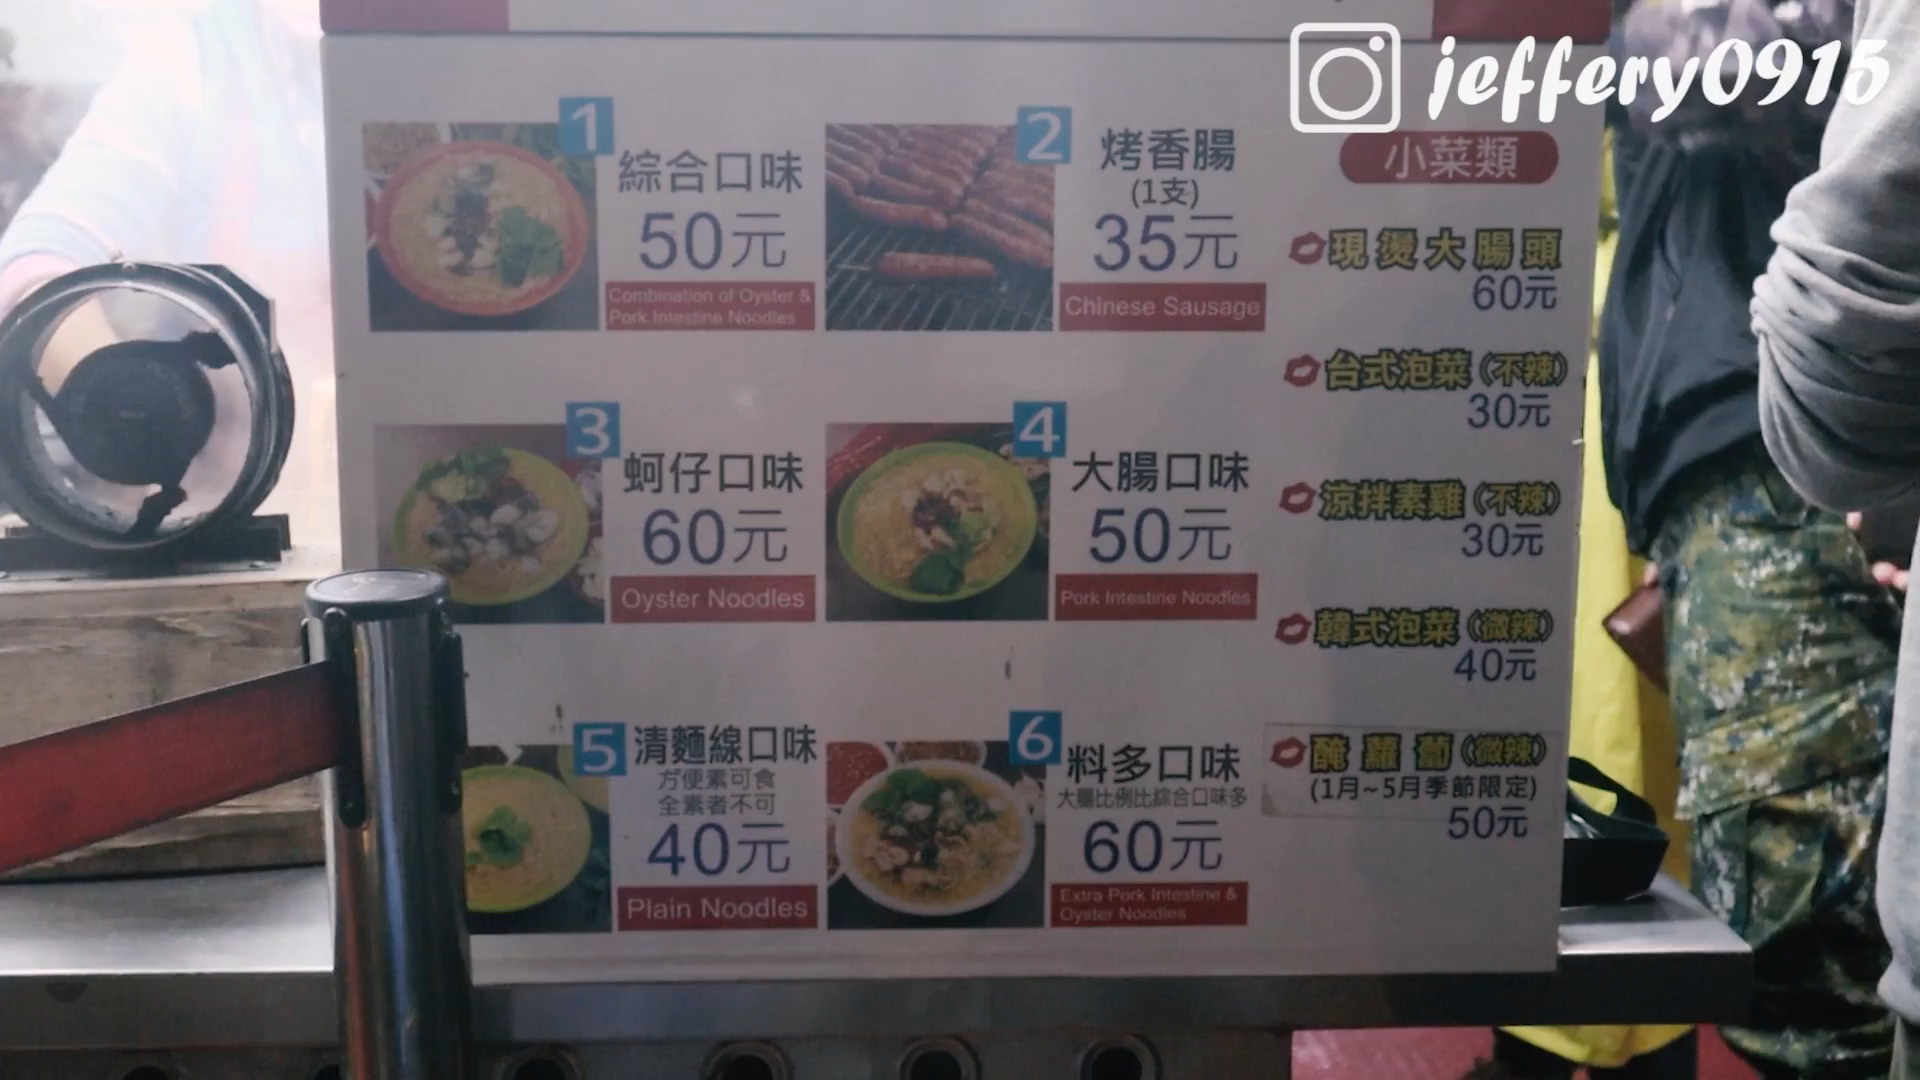 jeffery0915
1
綜合口味
50元
Combination of Oyster &
Pork Intestine Noodles
2
烤香腸
(1支)
35元
Chinese Sausage
3
蚵仔口味
60元
Oyster Noodles
4
大腸口味
50元
Pork Intestine Noodles
5
清麵線口味
方便素可食
全素者不可
40元
Plain Noodles
6
料多口味
大腸比例比綜合口味多
60元
Extra Pork Intestine &
Oyster Noodles
小菜類
現燙大腸頭
60元
台式泡菜(不辣)
30元
涼拌素雞(不辣)
30元
韓式泡菜(微辣)
40元
醃蘿蔔(微辣)
(1月~5月季節限定)
50元